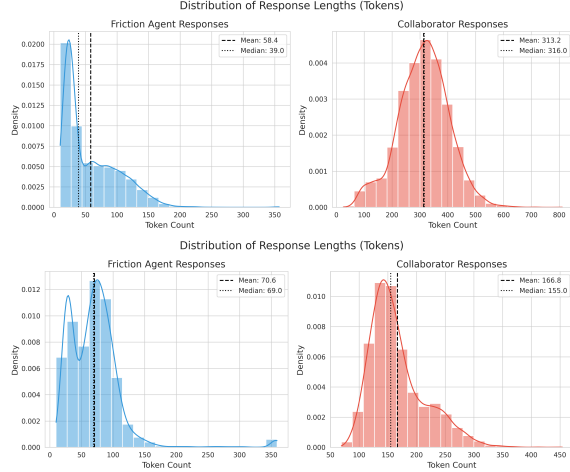 Distribution of Response Lengths (Tokens)
Friction Agent Responses
Collaborator Responses
Mean: 58.4
Median: 39.0
Mean: 313.2
Median: 316.0
0.0200
0.0175
0.0150
0.0125
0.0100
0.0075
0.0050
0.0025
0.0000
Density
0 50 100 150 200 250 300 350
Token Count
0.004
0.003
0.002
0.001
0.000
Density
0 100 200 300 400 500 600 700 800
Token Count
Distribution of Response Lengths (Tokens)
Friction Agent Responses
Collaborator Responses
Mean: 70.6
Median: 69.0
Mean: 166.8
Median: 155.0
0.012
0.010
0.008
0.006
0.004
0.002
0.000
Density
0 50 100 150 200 250 300 350
Token Count
0.010
0.008
0.006
0.004
0.002
0.000
Density
50 100 150 200 250 300 350 400 450
Token Count